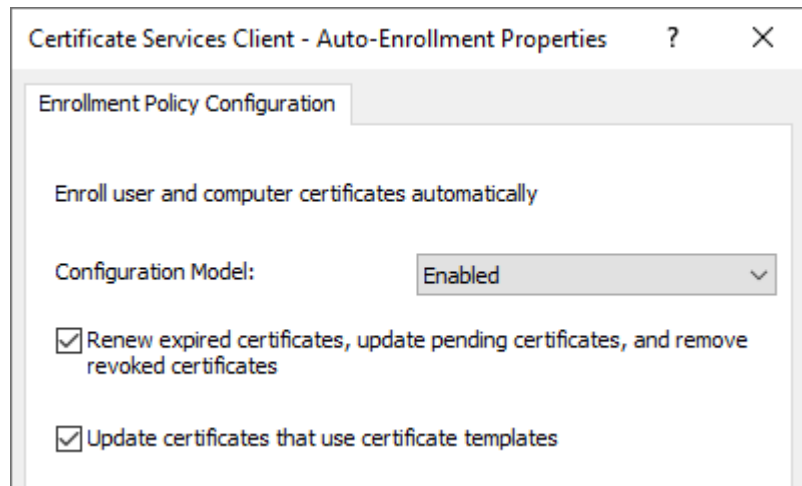 Certificate Services Client - Auto-Enrollment Properties ?
Enrollment Policy Configuration
Enroll user and computer certificates automatically
Configuration Model: Enabled
Renew expired certificates, update pending certificates, and remove
revoked certificates
Update certificates that use certificate templates